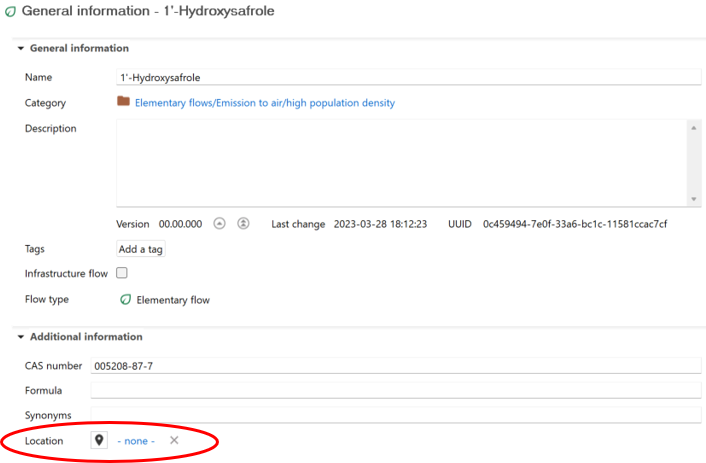 General information - 1'-Hydroxysafrole
General information
Name 1'-Hydroxysafrole
Category Elementary flows/Emission to air/high population density
Description
Version 00.00.000 Last change 2023-03-28 18:12:23 UUID 0c459494-7e0f-33a6-bc1c-11581ccac7cf
Tags Add a tag
Infrastructure flow
Flow type Elementary flow
Additional information
CAS number 005208-87-7
Formula
Synonyms
Location - none -